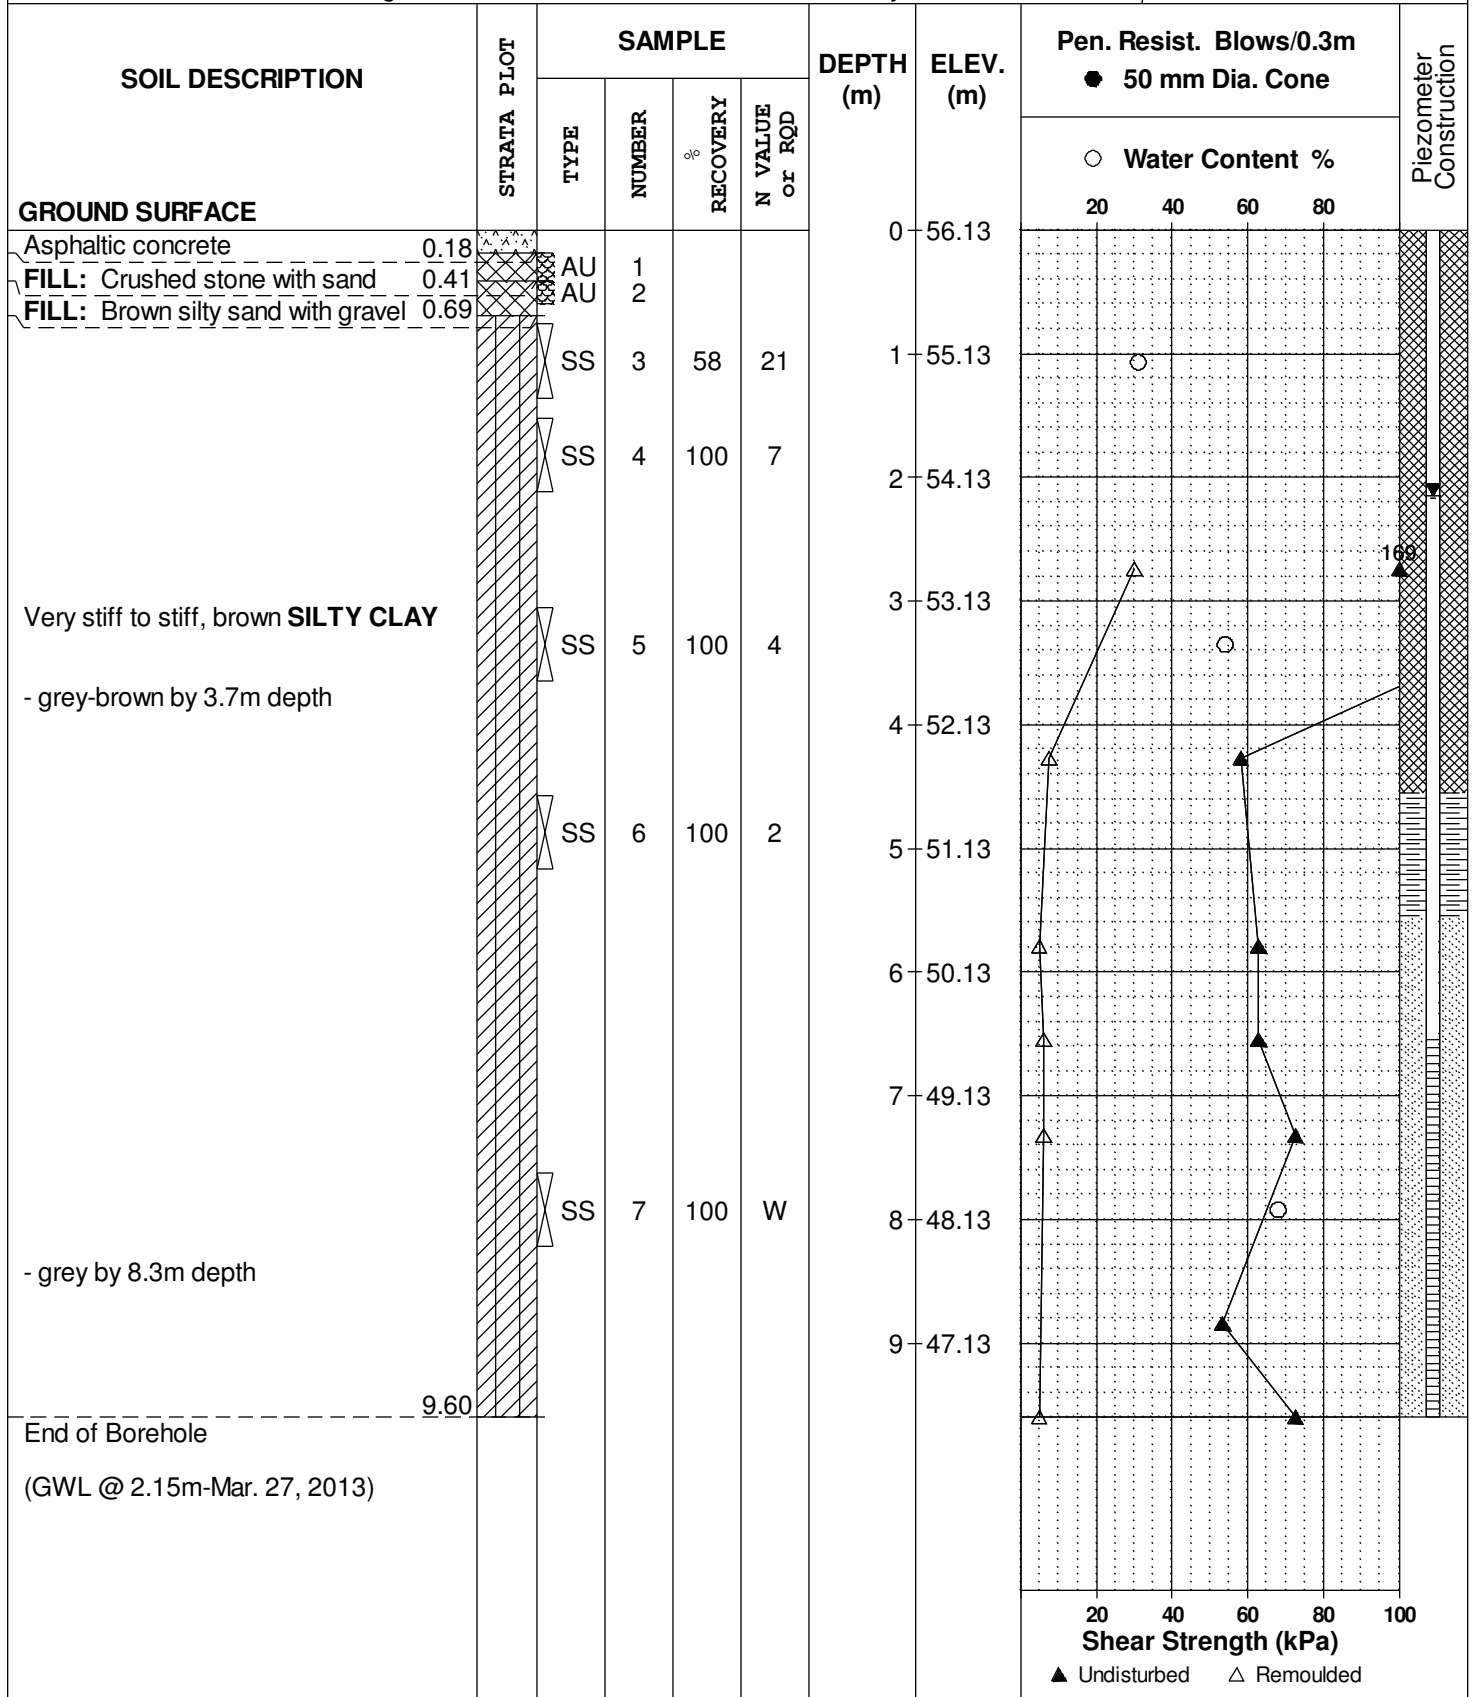 SOIL DESCRIPTION
GROUND SURFACE
STRATA PLOT
SAMPLE
TYPE
NUMBER
% RECOVERY
N VALUE or RQD
DEPTH (m)
ELEV. (m)
Pen. Resist. Blows/0.3m
● 50 mm Dia. Cone
○ Water Content %
20 40 60 80
Piezometer Construction
0 56.13
Asphaltic concrete 0.18
FILL: Crushed stone with sand 0.41
FILL: Brown silty sand with gravel 0.69
AU 1
AU 2
SS 3 58 21
1 55.13
SS 4 100 7
2 54.13
169
3 53.13
Very stiff to stiff, brown SILTY CLAY
SS 5 100 4
- grey-brown by 3.7m depth
4 52.13
SS 6 100 2
5 51.13
6 50.13
7 49.13
SS 7 100 W
8 48.13
- grey by 8.3m depth
9 47.13
9.60
End of Borehole
(GWL @ 2.15m-Mar. 27, 2013)
20 40 60 80 100
Shear Strength (kPa)
▲ Undisturbed △ Remoulded